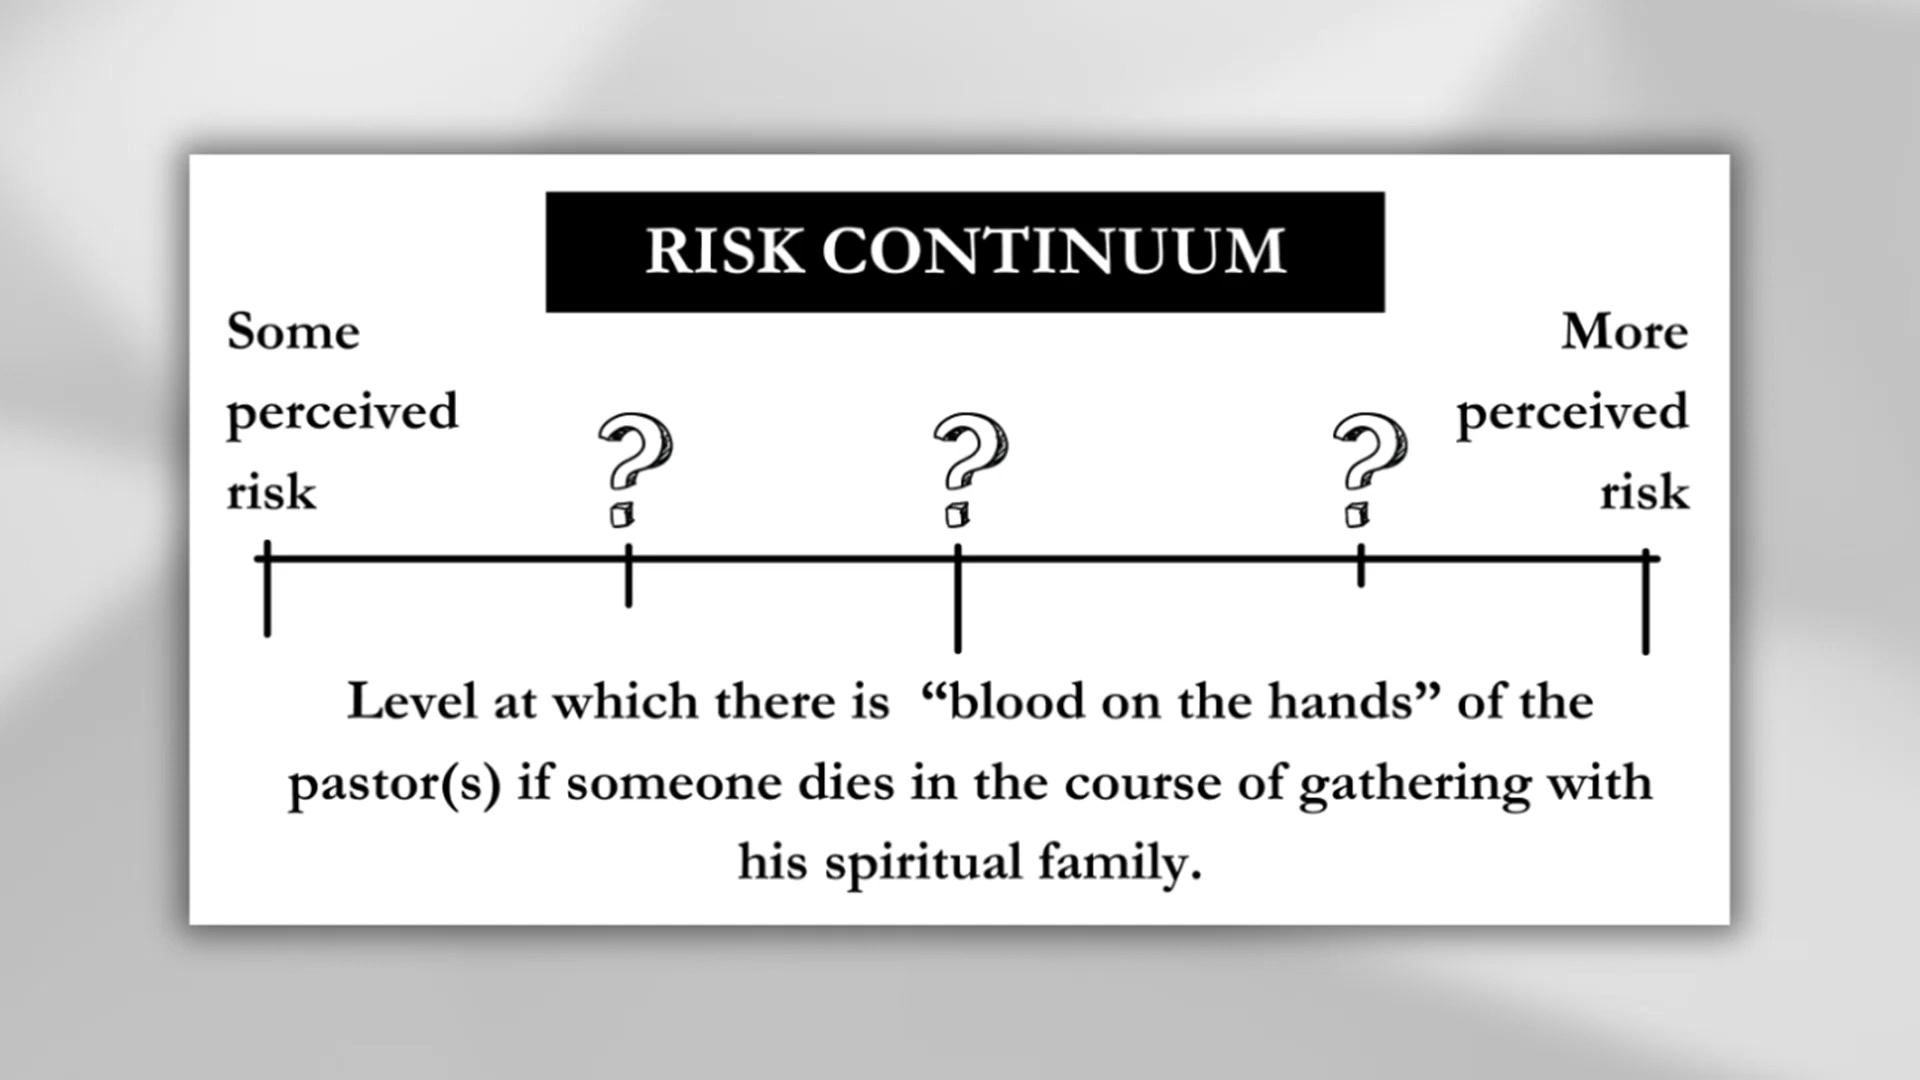 RISK CONTINUUM
Some
perceived
risk
More
perceived
risk
? ? ?
Level at which there is “blood on the hands” of the
pastor(s) if someone dies in the course of gathering with
his spiritual family.